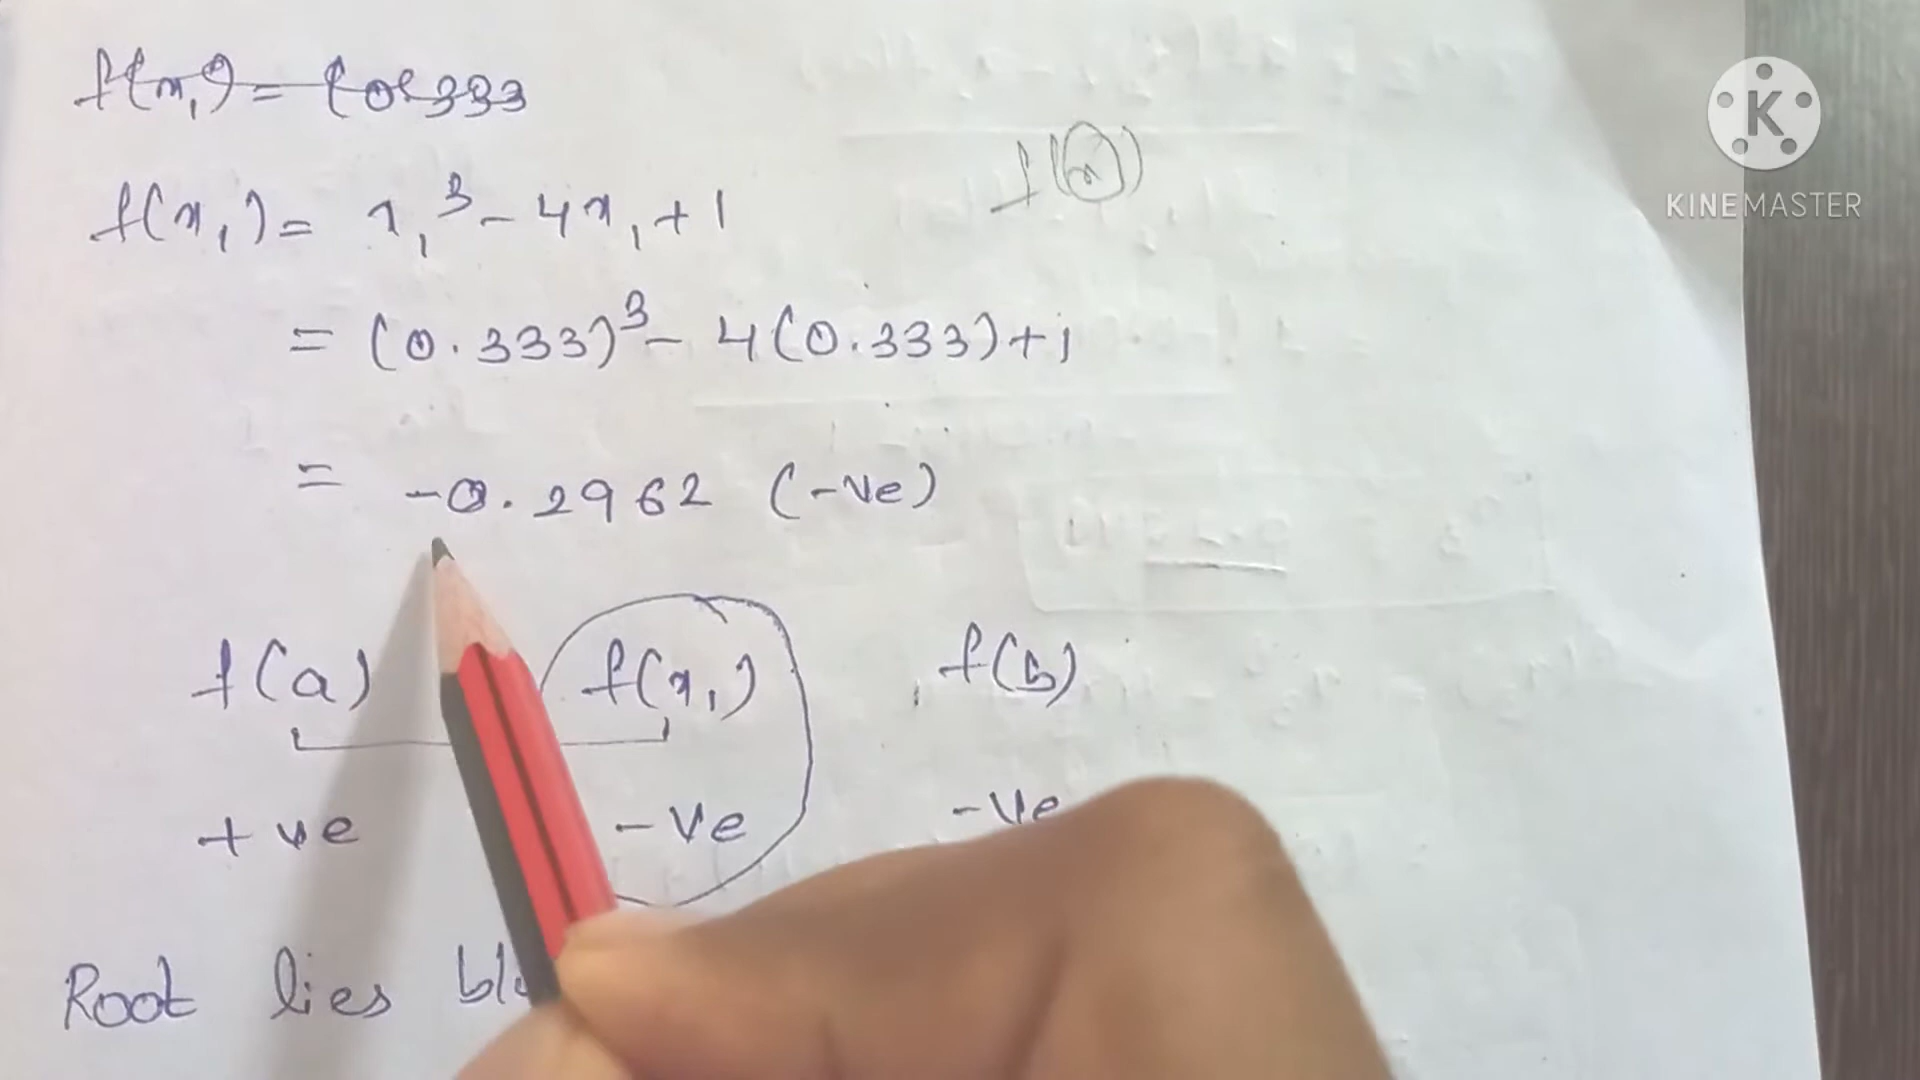 f(x₁) = (0.333
f(x)
f(x₁) = x₁³ - 4x₁ + 1
= (0.333)³ - 4(0.333) + 1
= -0.2962 (-ve)
f(a) f(x₁) f(b)
+ve -ve -ve
Root lies
K
KINEMASTER